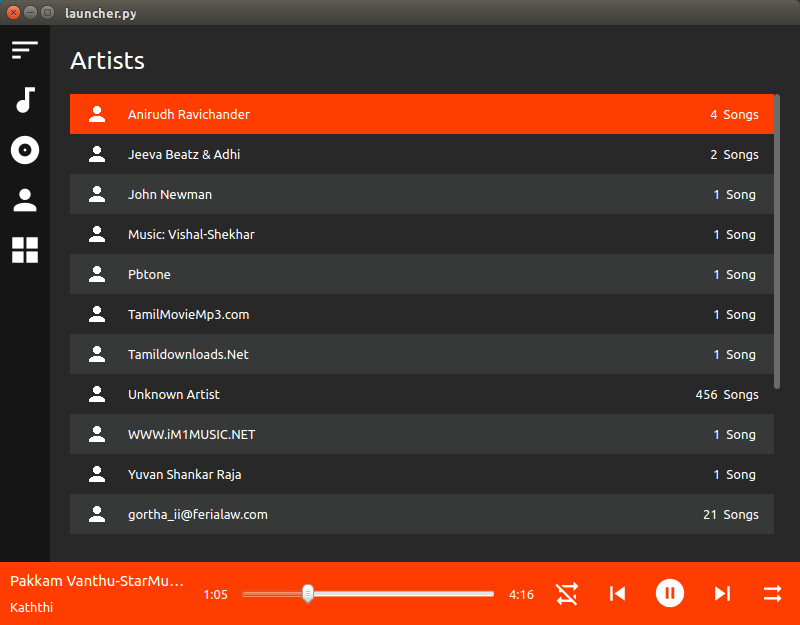 launcher.py
Artists
Anirudh Ravichander 4 Songs
Jeeva Beatz & Adhi 2 Songs
John Newman 1 Song
Music: Vishal-Shekhar 1 Song
Pbtone 1 Song
TamilMovieMp3.com 1 Song
Tamildownloads.Net 1 Song
Unknown Artist 456 Songs
WWW.iM1MUSIC.NET 1 Song
Yuvan Shankar Raja 1 Song
gortha_ii@ferialaw.com 21 Songs
Pakkam Vanthu-StarMu...
Kaththi
1:05 4:16